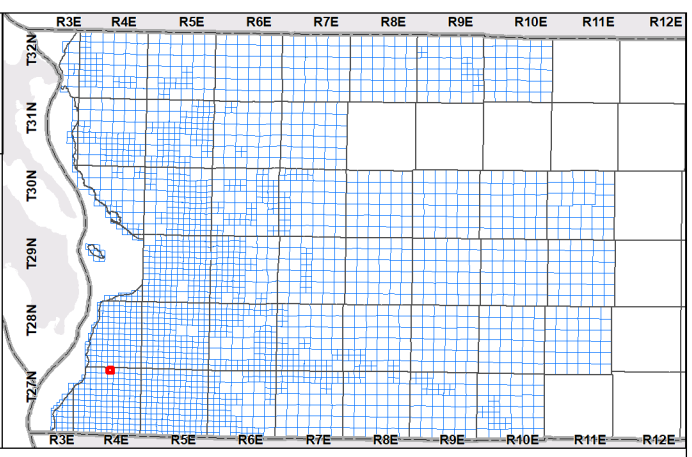 R3E R4E R5E R6E R7E R8E R9E R10E R11E R12E
T32N
T31N
T30N
T29N
T28N
T27N
R3E R4E R5E R6E R7E R8E R9E R10E R11E R12E